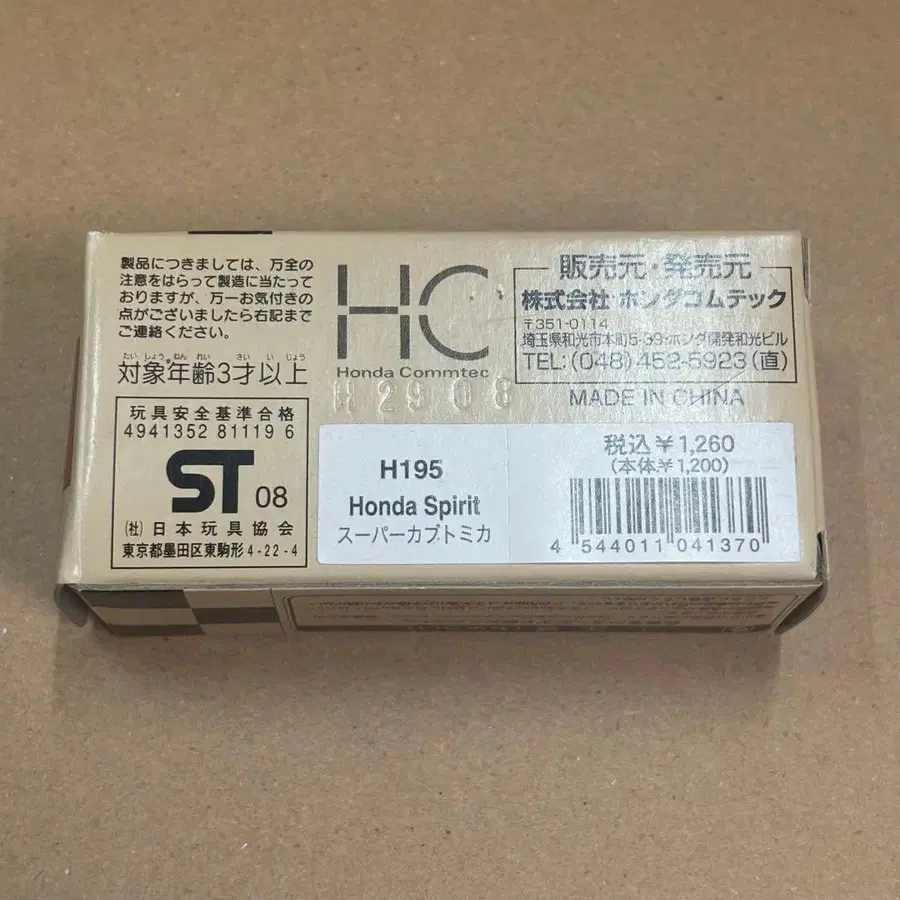 製品につきましては、万全の
注意をはらって製造に当たって
おりますが、万一お気付きの
点がございましたら右記まで
ご連絡ください。
たいしょう ねんれい さい いじょう
対象年齢3才以上
玩具安全基準合格
4941352 81119 6
ST 08
(社)日本玩具協会
東京都墨田区東駒形4-22-4
HC
Honda Commtec
H2908
販売元・発売元
株式会社 ホンダコムテック
〒351-0114
埼玉県和光市本町5-39 ホンダ開発和光ビル
TEL:(048)452-5923(直)
MADE IN CHINA
H195
Honda Spirit
スーパーカブトミカ
税込￥1,260
(本体￥1,200)
4 544011 041370